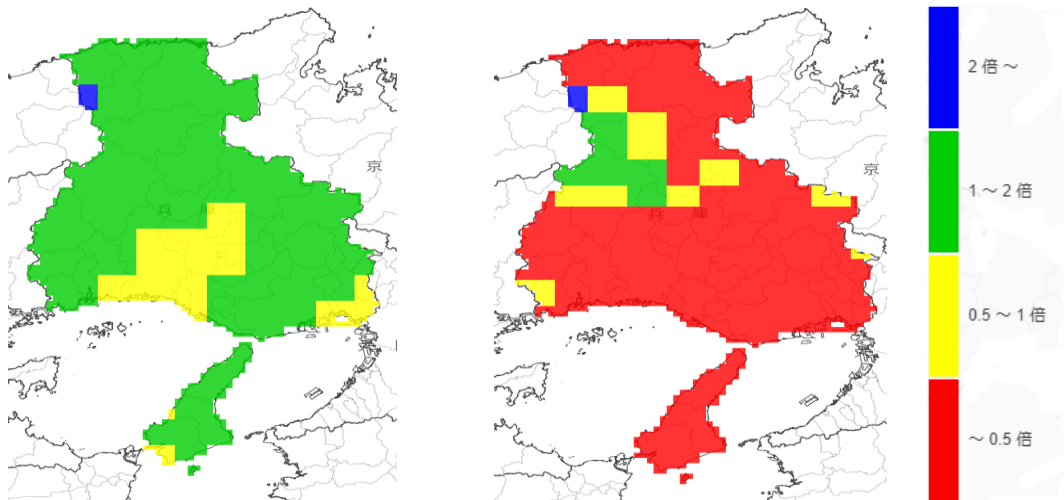 京
兵 庫
京
兵 庫
2 倍 ～
1 ～ 2 倍
0.5 ～ 1 倍
～ 0.5 倍